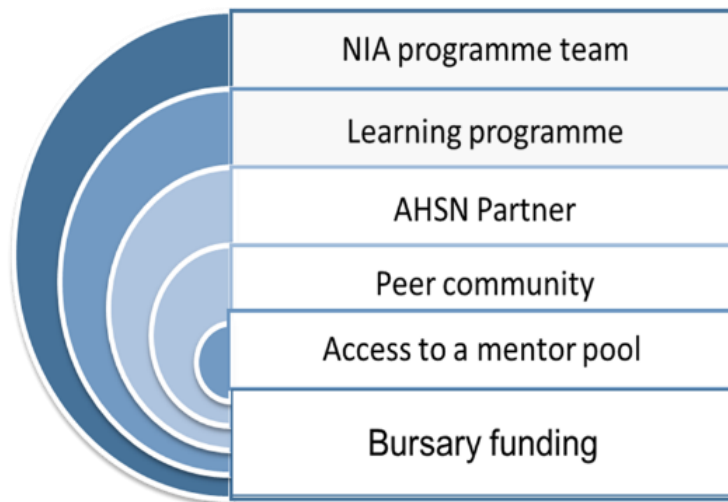 NIA programme team
Learning programme
AHSN Partner
Peer community
Access to a mentor pool
Bursary funding